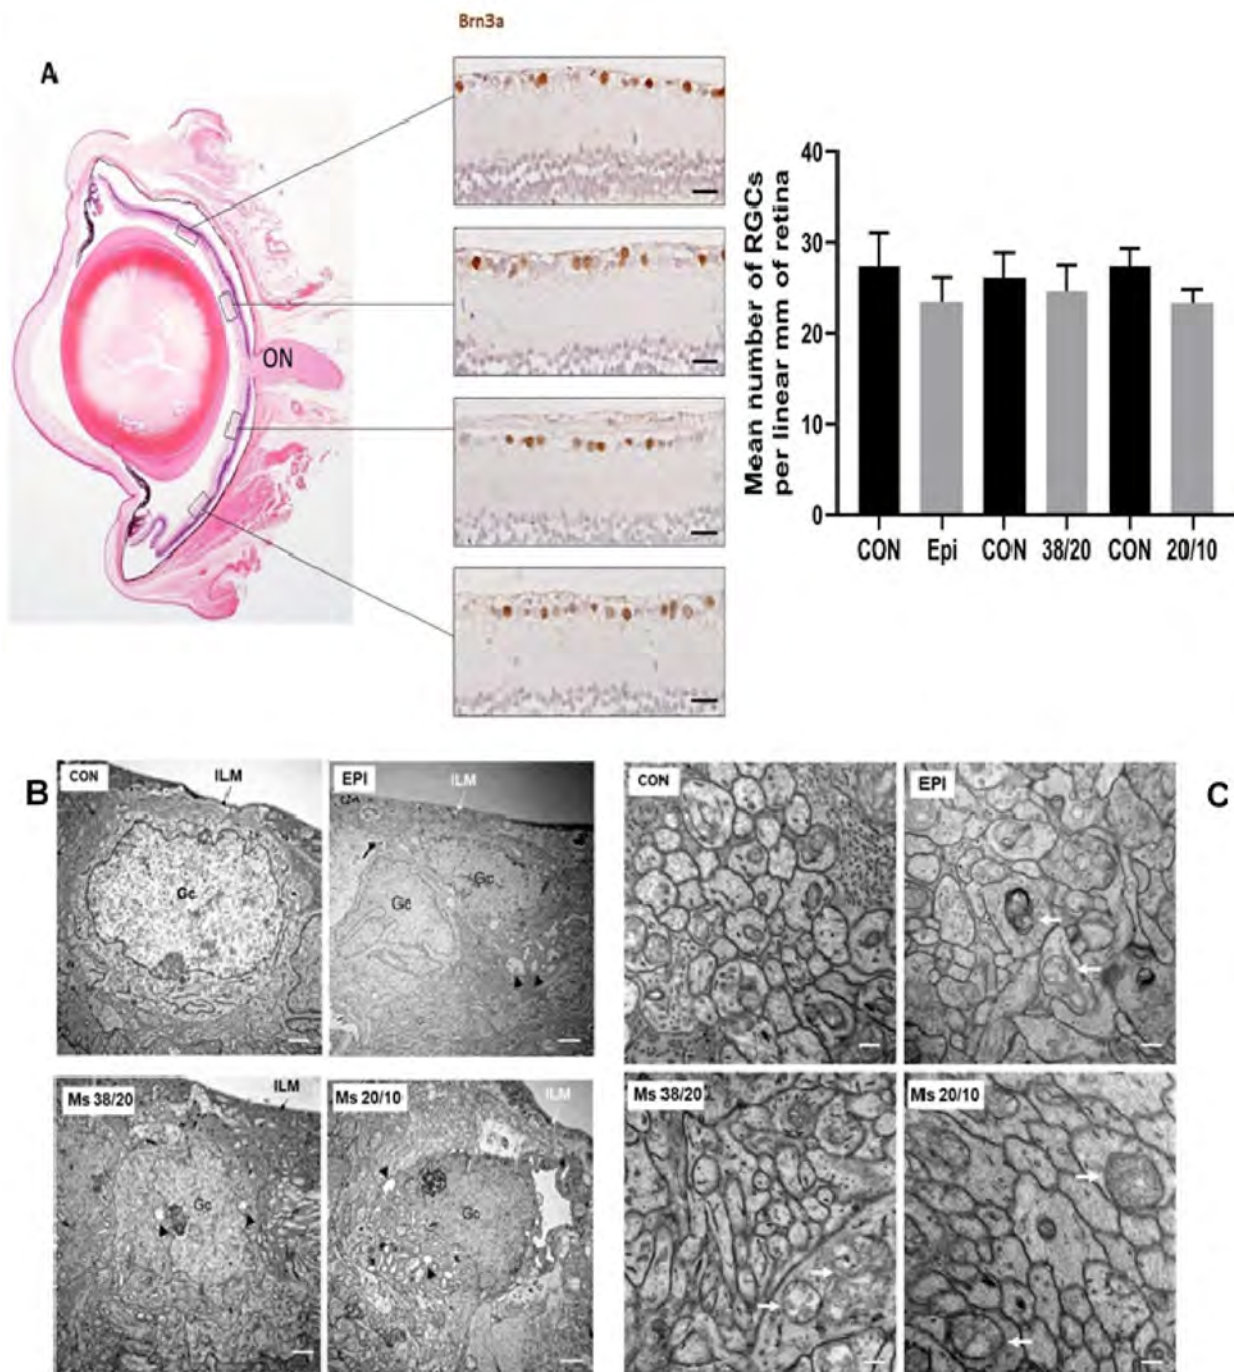 Brn3a
A
ON
Mean number of RGCs
per linear mm of retina
40
30
20
10
0
CON Epi CON 38/20 CON 20/10
B
CON
ILM
Gc
EPI
ILM
Gc
Gc
Ms 38/20
ILM
Gc
Ms 20/10
ILM
Gc
C
CON
EPI
Ms 38/20
Ms 20/10